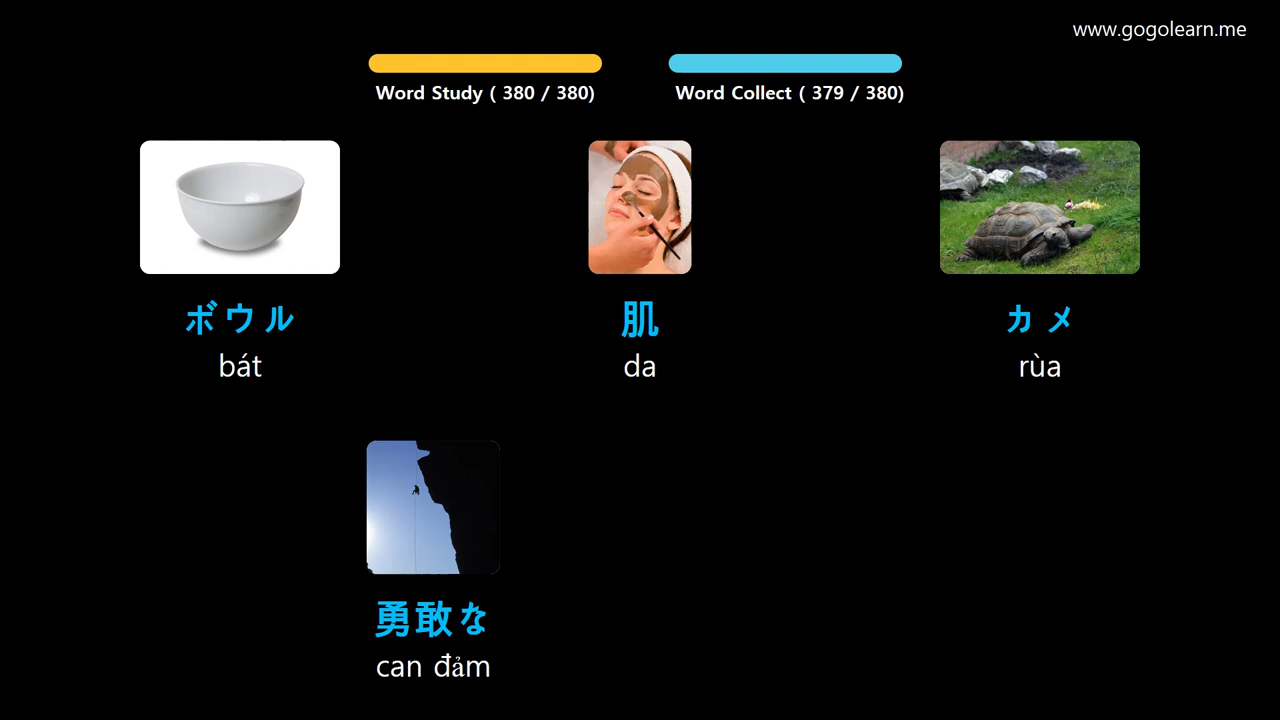 www.gogolearn.me
Word Study ( 380 / 380)
Word Collect ( 379 / 380)
ボウル
bát
肌
da
カメ
rùa
勇敢な
can đảm